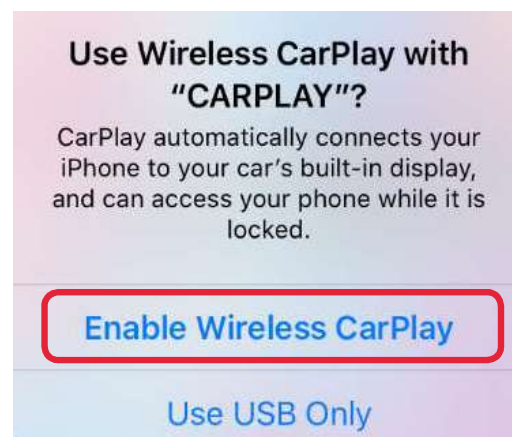 Use Wireless CarPlay with
“CARPLAY”?
CarPlay automatically connects your
iPhone to your car’s built-in display,
and can access your phone while it is
locked.
Enable Wireless CarPlay
Use USB Only